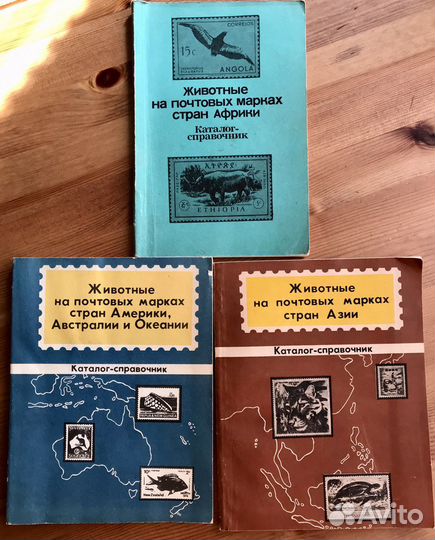 CORREIOS
15c
ANGOLA
Животные
на почтовых марках
стран Африки
Каталог-
справочник
ETHIOPIA
Животные
на почтовых марках
стран Америки,
Австралии и Океании
Каталог-справочник
New Zealand
Животные
на почтовых марках
стран Азии
Каталог-справочник
Avito